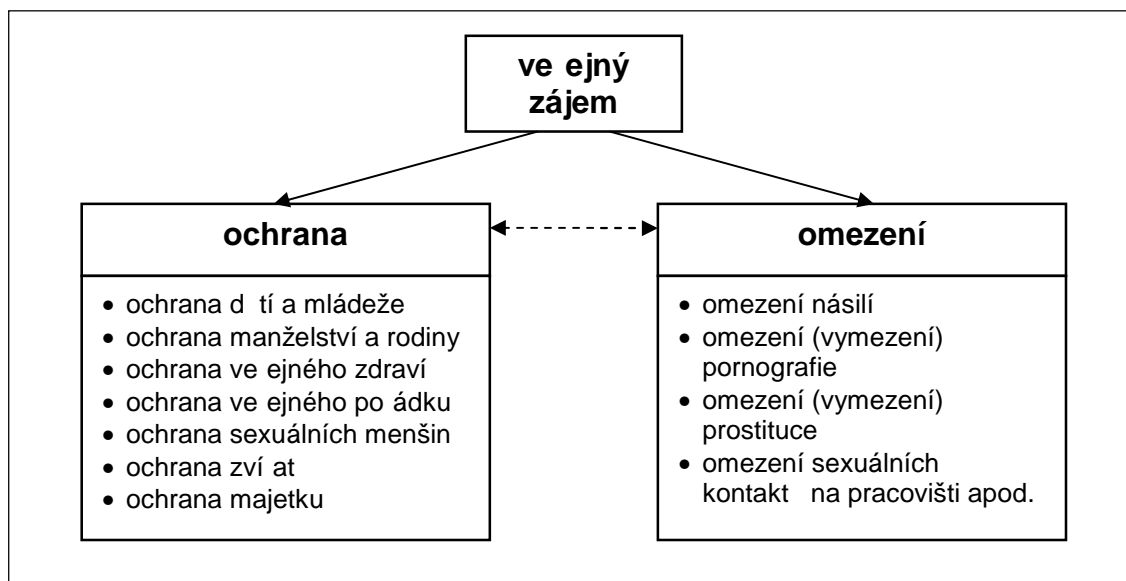 ve ejný
zájem
ochrana
• ochrana d tí a mládeže
• ochrana manželství a rodiny
• ochrana ve ejného zdraví
• ochrana ve ejného po ádku
• ochrana sexuálních menšin
• ochrana zví at
• ochrana majetku
omezení
• omezení násilí
• omezení (vymezení)
pornografie
• omezení (vymezení)
prostituce
• omezení sexuálních
kontakt na pracovišti apod.